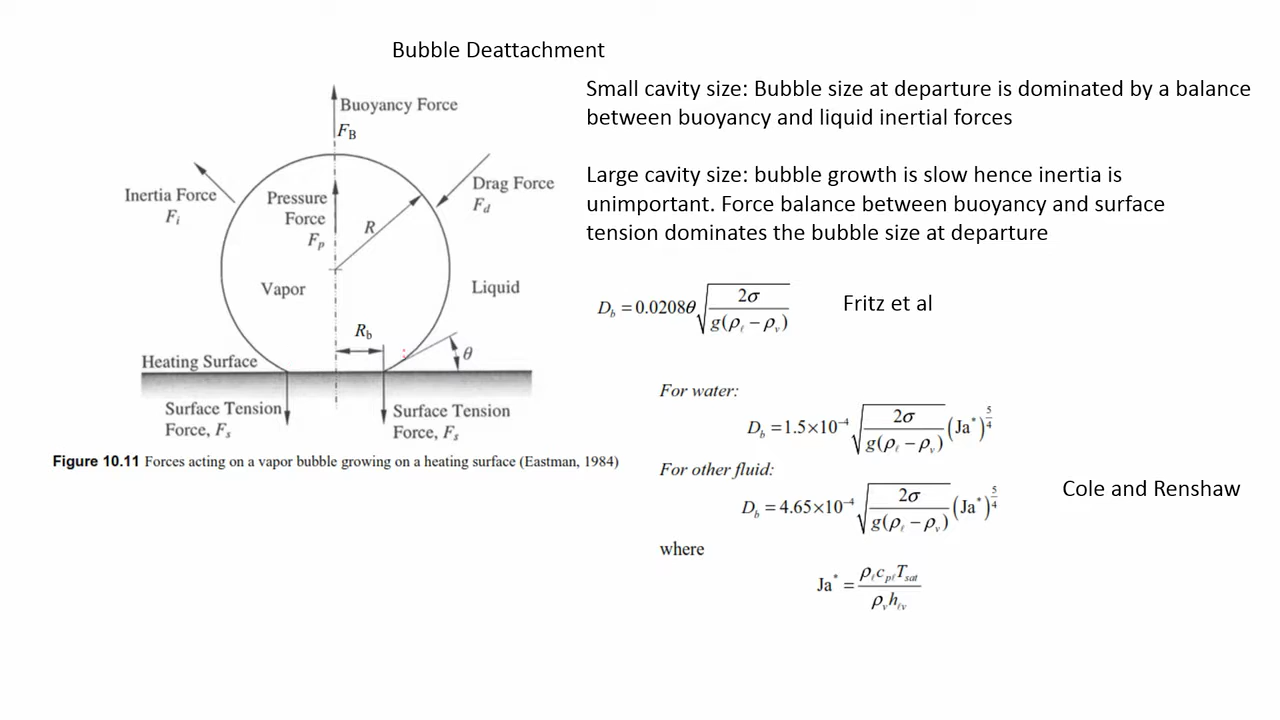 Bubble Deattachment
Buoyancy Force
F_B
Inertia Force
F_i
Pressure
Force
F_p
R
Drag Force
F_d
Vapor
Liquid
R_b
θ
Heating Surface
Surface Tension
Force, F_s
Surface Tension
Force, F_s
Figure 10.11 Forces acting on a vapor bubble growing on a heating surface (Eastman, 1984)
Small cavity size: Bubble size at departure is dominated by a balance
between buoyancy and liquid inertial forces
Large cavity size: bubble growth is slow hence inertia is
unimportant. Force balance between buoyancy and surface
tension dominates the bubble size at departure
D_b = 0.0208θ√(2σ / g(ρ_ℓ − ρ_v))
Fritz et al
For water:
D_b = 1.5×10^−4 √(2σ / g(ρ_ℓ − ρ_v)) (Ja*)^5/4
For other fluid:
D_b = 4.65×10^−4 √(2σ / g(ρ_ℓ − ρ_v)) (Ja*)^5/4
Cole and Renshaw
where
Ja* = ρ_ℓ c_pℓ T_sat / ρ_v h_ℓv